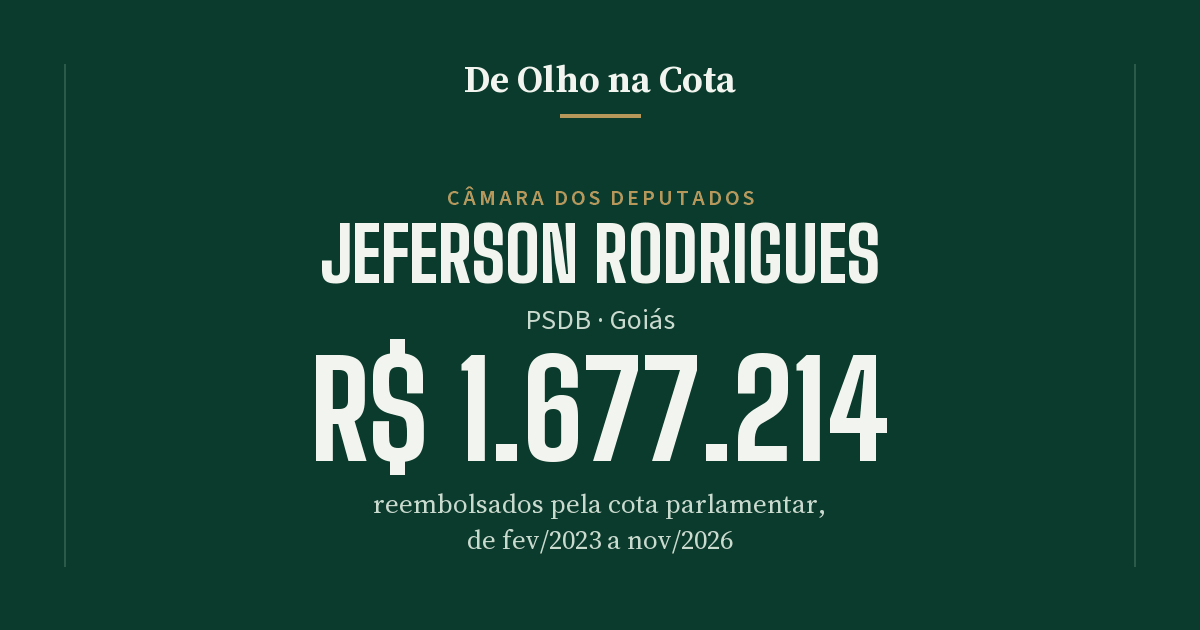 De Olho na Cota
CÂMARA DOS DEPUTADOS
JEFERSON RODRIGUES
PSDB · Goiás
R$ 1.677.214
reembolsados pela cota parlamentar,
de fev/2023 a nov/2026